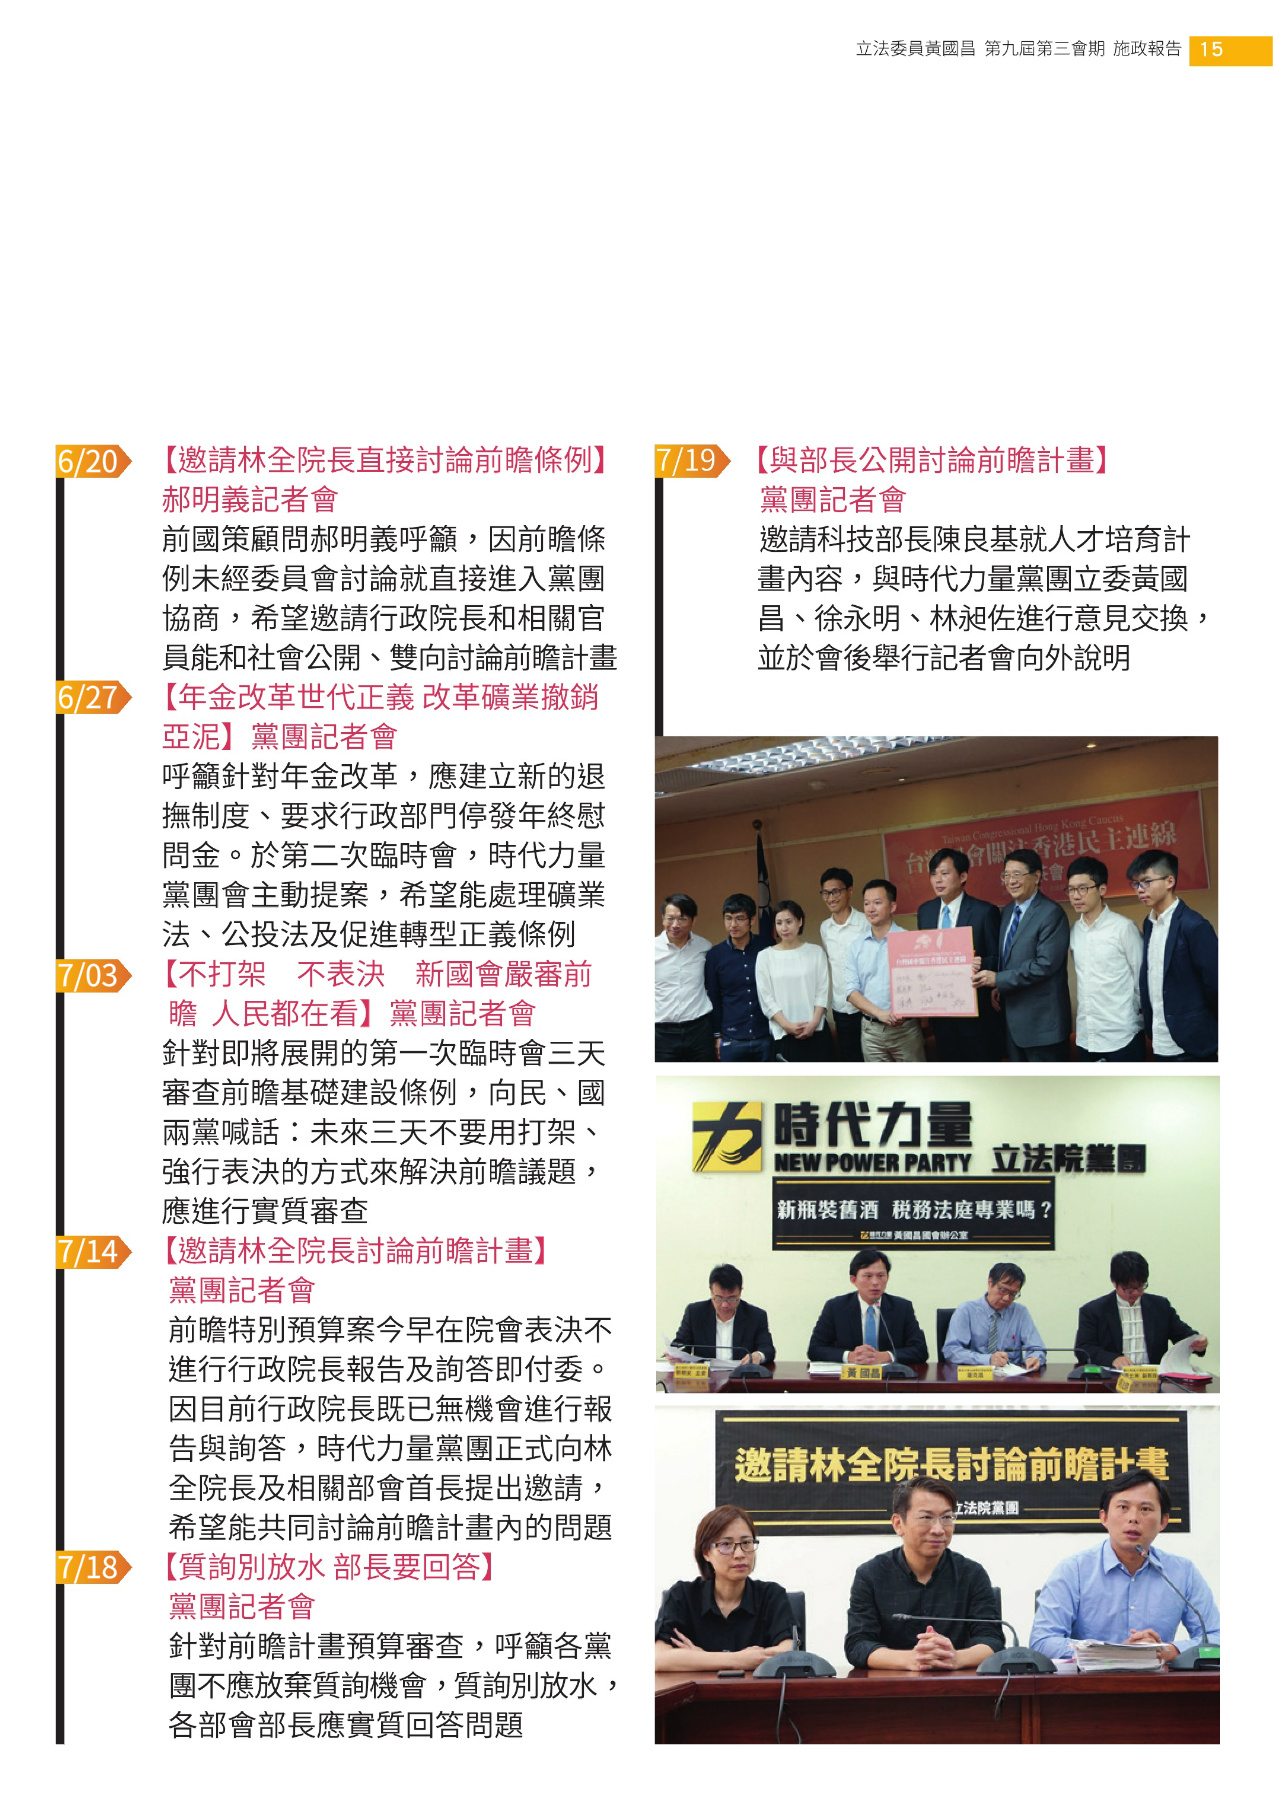 立法委員黃國昌 第九屆第三會期 施政報告 15
6/20
【邀請林全院長直接討論前瞻條例】
郝明義記者會
前國策顧問郝明義呼籲，因前瞻條
例未經委員會討論就直接進入黨團
協商，希望邀請行政院長和相關官
員能和社會公開、雙向討論前瞻計畫
6/27
【年金改革世代正義 改革礦業撤銷
亞泥】黨團記者會
呼籲針對年金改革，應建立新的退
撫制度、要求行政部門停發年終慰
問金。於第二次臨時會，時代力量
黨團會主動提案，希望能處理礦業
法、公投法及促進轉型正義條例
7/03
【不打架　不表決　新國會嚴審前
瞻 人民都在看】黨團記者會
針對即將展開的第一次臨時會三天
審查前瞻基礎建設條例，向民、國
兩黨喊話：未來三天不要用打架、
強行表決的方式來解決前瞻議題，
應進行實質審查
7/14
【邀請林全院長討論前瞻計畫】
黨團記者會
前瞻特別預算案今早在院會表決不
進行行政院長報告及詢答即付委。
因目前行政院長既已無機會進行報
告與詢答，時代力量黨團正式向林
全院長及相關部會首長提出邀請，
希望能共同討論前瞻計畫內的問題
7/18
【質詢別放水 部長要回答】
黨團記者會
針對前瞻計畫預算審查，呼籲各黨
團不應放棄質詢機會，質詢別放水，
各部會部長應實質回答問題
7/19
【與部長公開討論前瞻計畫】
黨團記者會
邀請科技部長陳良基就人才培育計
畫內容，與時代力量黨團立委黃國
昌、徐永明、林昶佐進行意見交換，
並於會後舉行記者會向外說明
Taiwan Congressional Hong Kong Caucus
台灣 會關注香港民主連線
時代力量
NEW POWER PARTY 立法院黨團
新瓶裝舊酒 稅務法庭專業嗎？
黃國昌國會辦公室
黃國昌
邀請林全院長討論前瞻計畫
立法院黨團